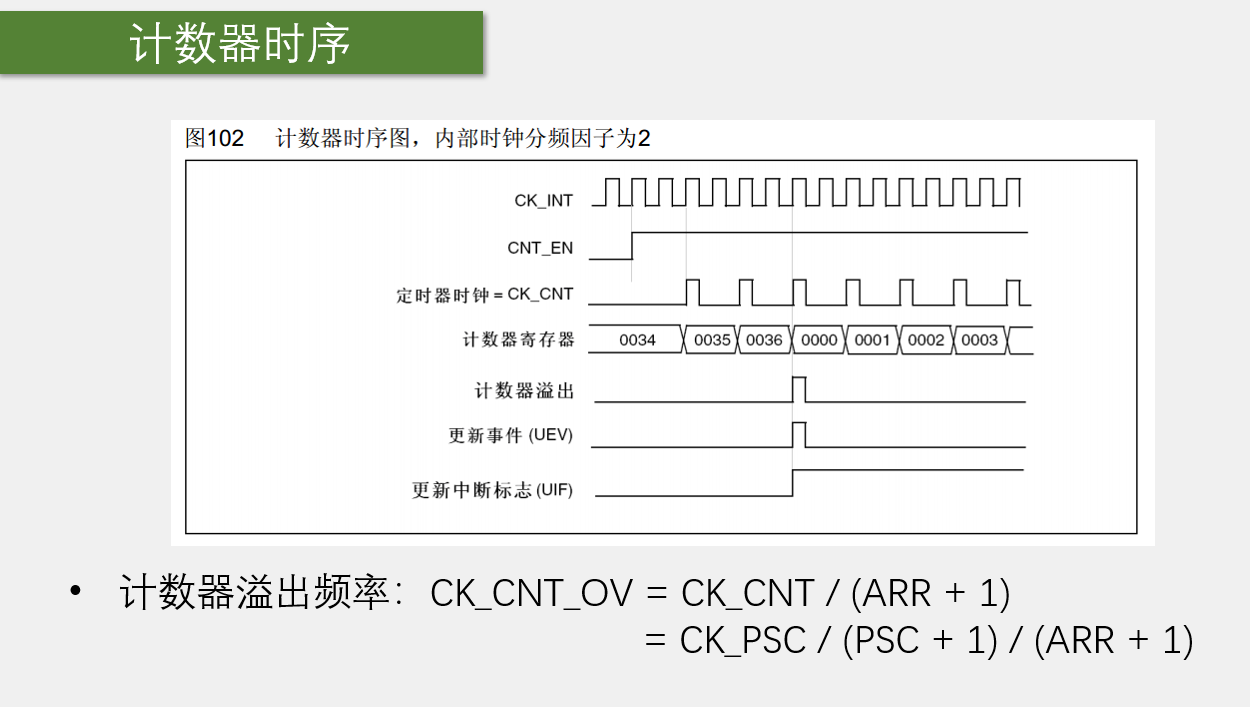 计数器时序
图102 计数器时序图，内部时钟分频因子为2
CK_INT
CNT_EN
定时器时钟=CK_CNT
计数器寄存器 0034 0035 0036 0000 0001 0002 0003
计数器溢出
更新事件(UEV)
更新中断标志(UIF)
• 计数器溢出频率：CK_CNT_OV = CK_CNT / (ARR + 1)
= CK_PSC / (PSC + 1) / (ARR + 1)